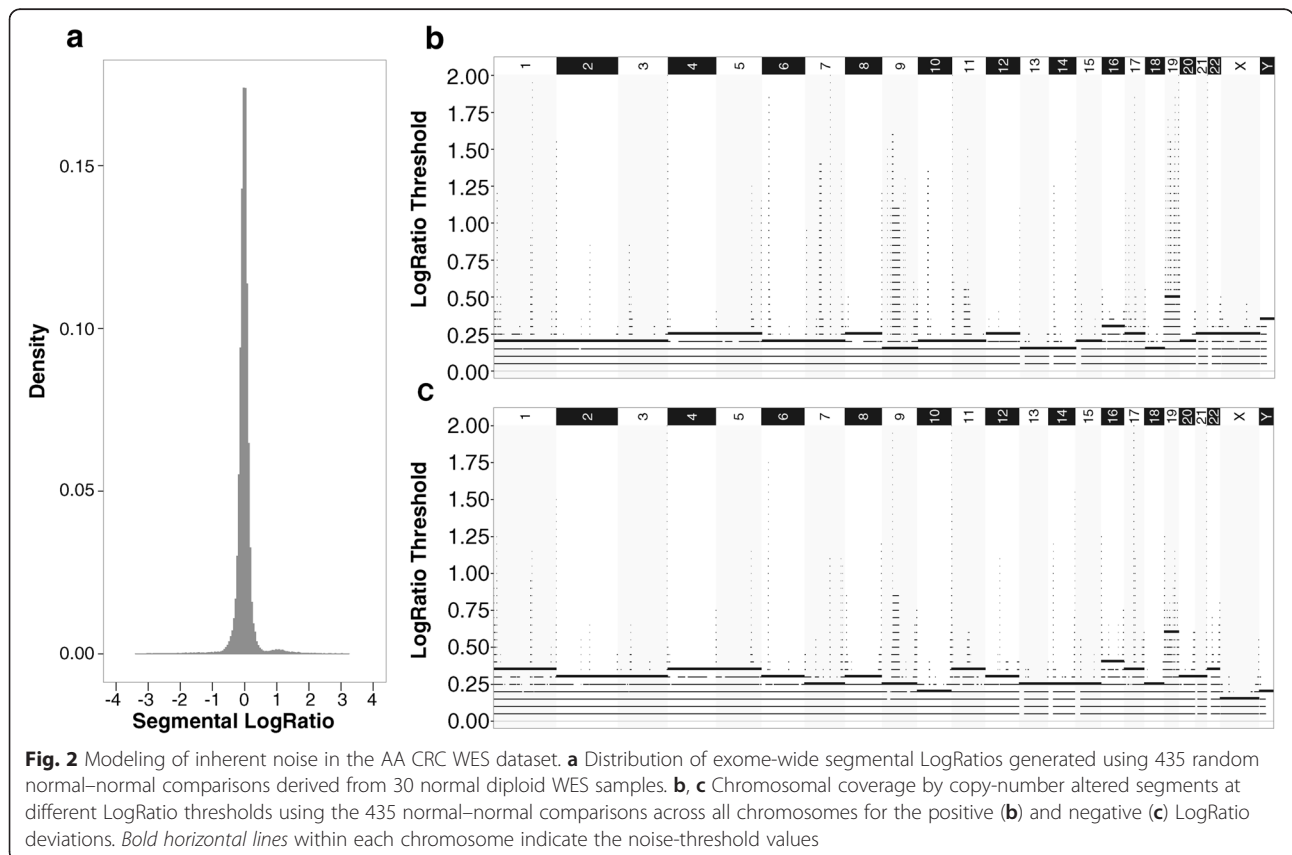 a
0.15
0.10
0.05
0.00
Density
-4 -3 -2 -1 0 1 2 3 4
Segmental LogRatio
b
1 2 3 4 5 6 7 8 9 10 11 12 13 14 15 16 17 18 19 20 21 22 X Y
2.00
1.75
1.50
1.25
1.00
0.75
0.50
0.25
0.00
LogRatio Threshold
c
1 2 3 4 5 6 7 8 9 10 11 12 13 14 15 16 17 18 19 20 21 22 X Y
2.00
1.75
1.50
1.25
1.00
0.75
0.50
0.25
0.00
LogRatio Threshold
Fig. 2 Modeling of inherent noise in the AA CRC WES dataset. a Distribution of exome-wide segmental LogRatios generated using 435 random
normal–normal comparisons derived from 30 normal diploid WES samples. b, c Chromosomal coverage by copy-number altered segments at
different LogRatio thresholds using the 435 normal–normal comparisons across all chromosomes for the positive (b) and negative (c) LogRatio
deviations. Bold horizontal lines within each chromosome indicate the noise-threshold values